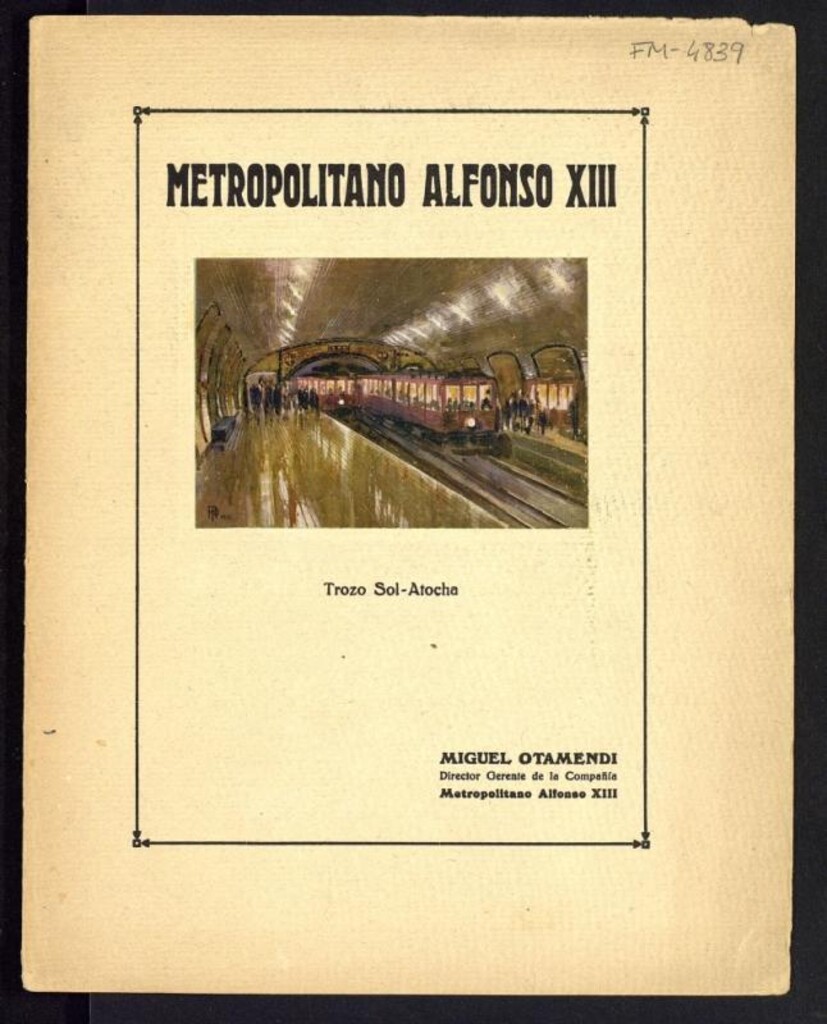 FM-4839
METROPOLITANO ALFONSO XIII
Trozo Sol-Atocha
MIGUEL OTAMENDI
Director Gerente de la Compañía
Metropolitano Alfonso XIII